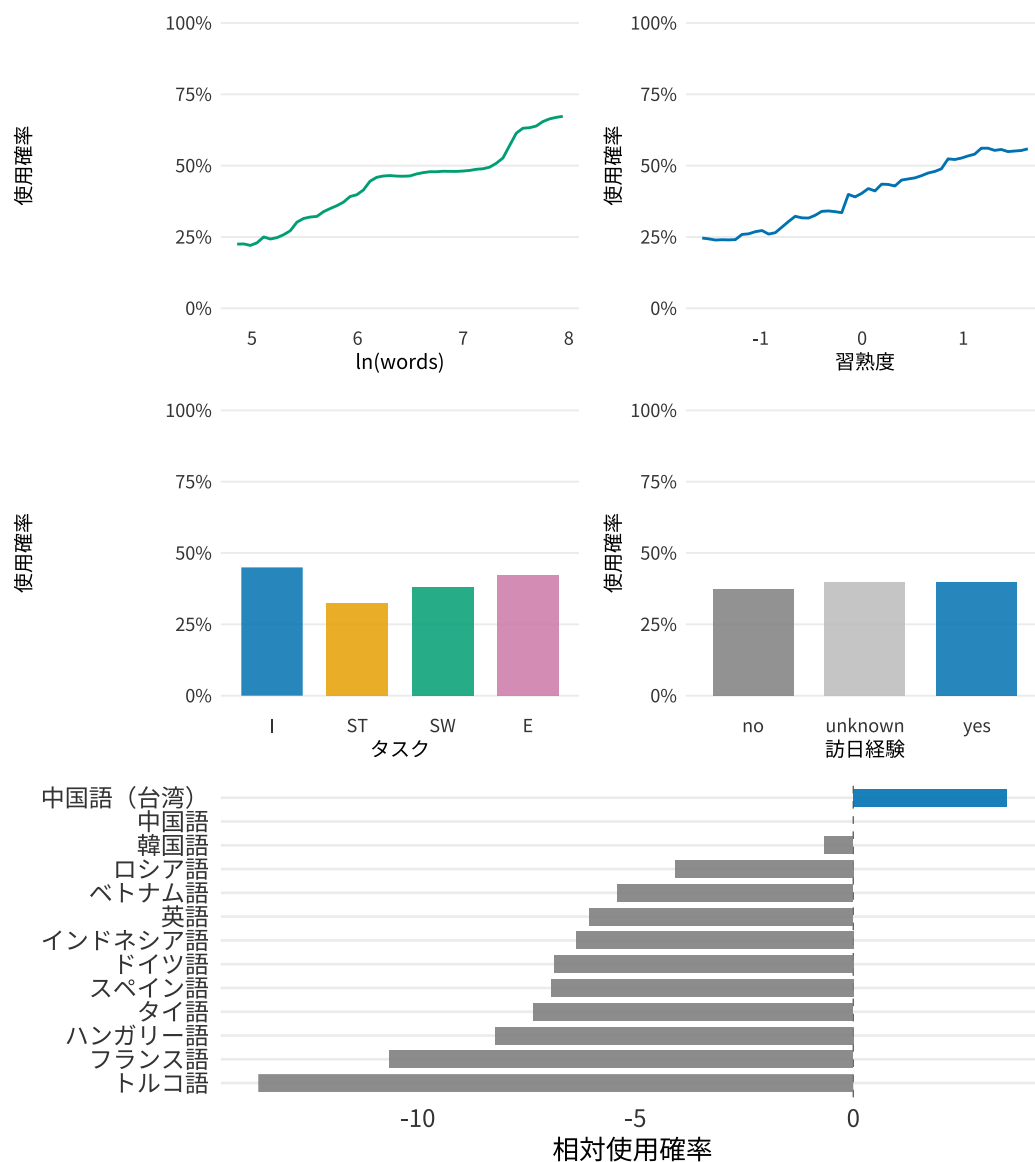 100%
75%
50%
25%
0%
使用確率
5 6 7 8
ln(words)
100%
75%
50%
25%
0%
使用確率
-1 0 1
習熟度
100%
75%
50%
25%
0%
使用確率
I ST SW E
タスク
100%
75%
50%
25%
0%
使用確率
no unknown yes
訪日経験
中国語（台湾）
中国語
韓国語
ロシア語
ベトナム語
英語
インドネシア語
ドイツ語
スペイン語
タイ語
ハンガリー語
フランス語
トルコ語
-10 -5 0
相対使用確率